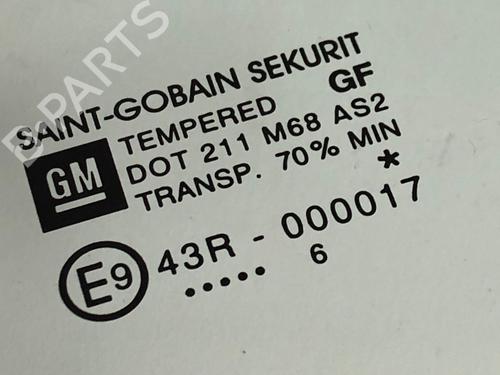 B-PARTS
SAINT-GOBAIN SEKURIT
GM
TEMPERED GF
DOT 211 M68 AS2
TRANSP. 70% MIN
*
E9 43R - 000017
..... 6